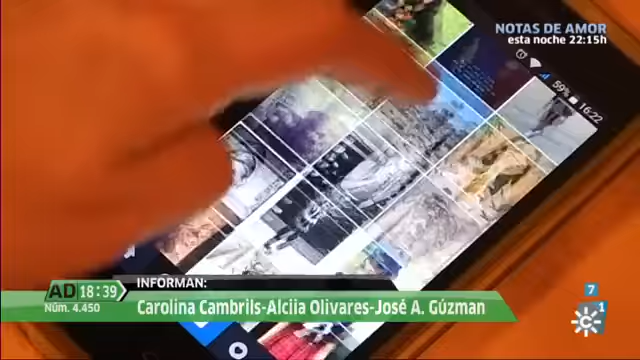 NOTAS DE AMOR
esta noche 22:15h
59% 16:22
INFORMAN:
AD 18:39
Carolina Cambrils-Alciia Olivares-José A. Gúzman
Núm. 4.450
7
1